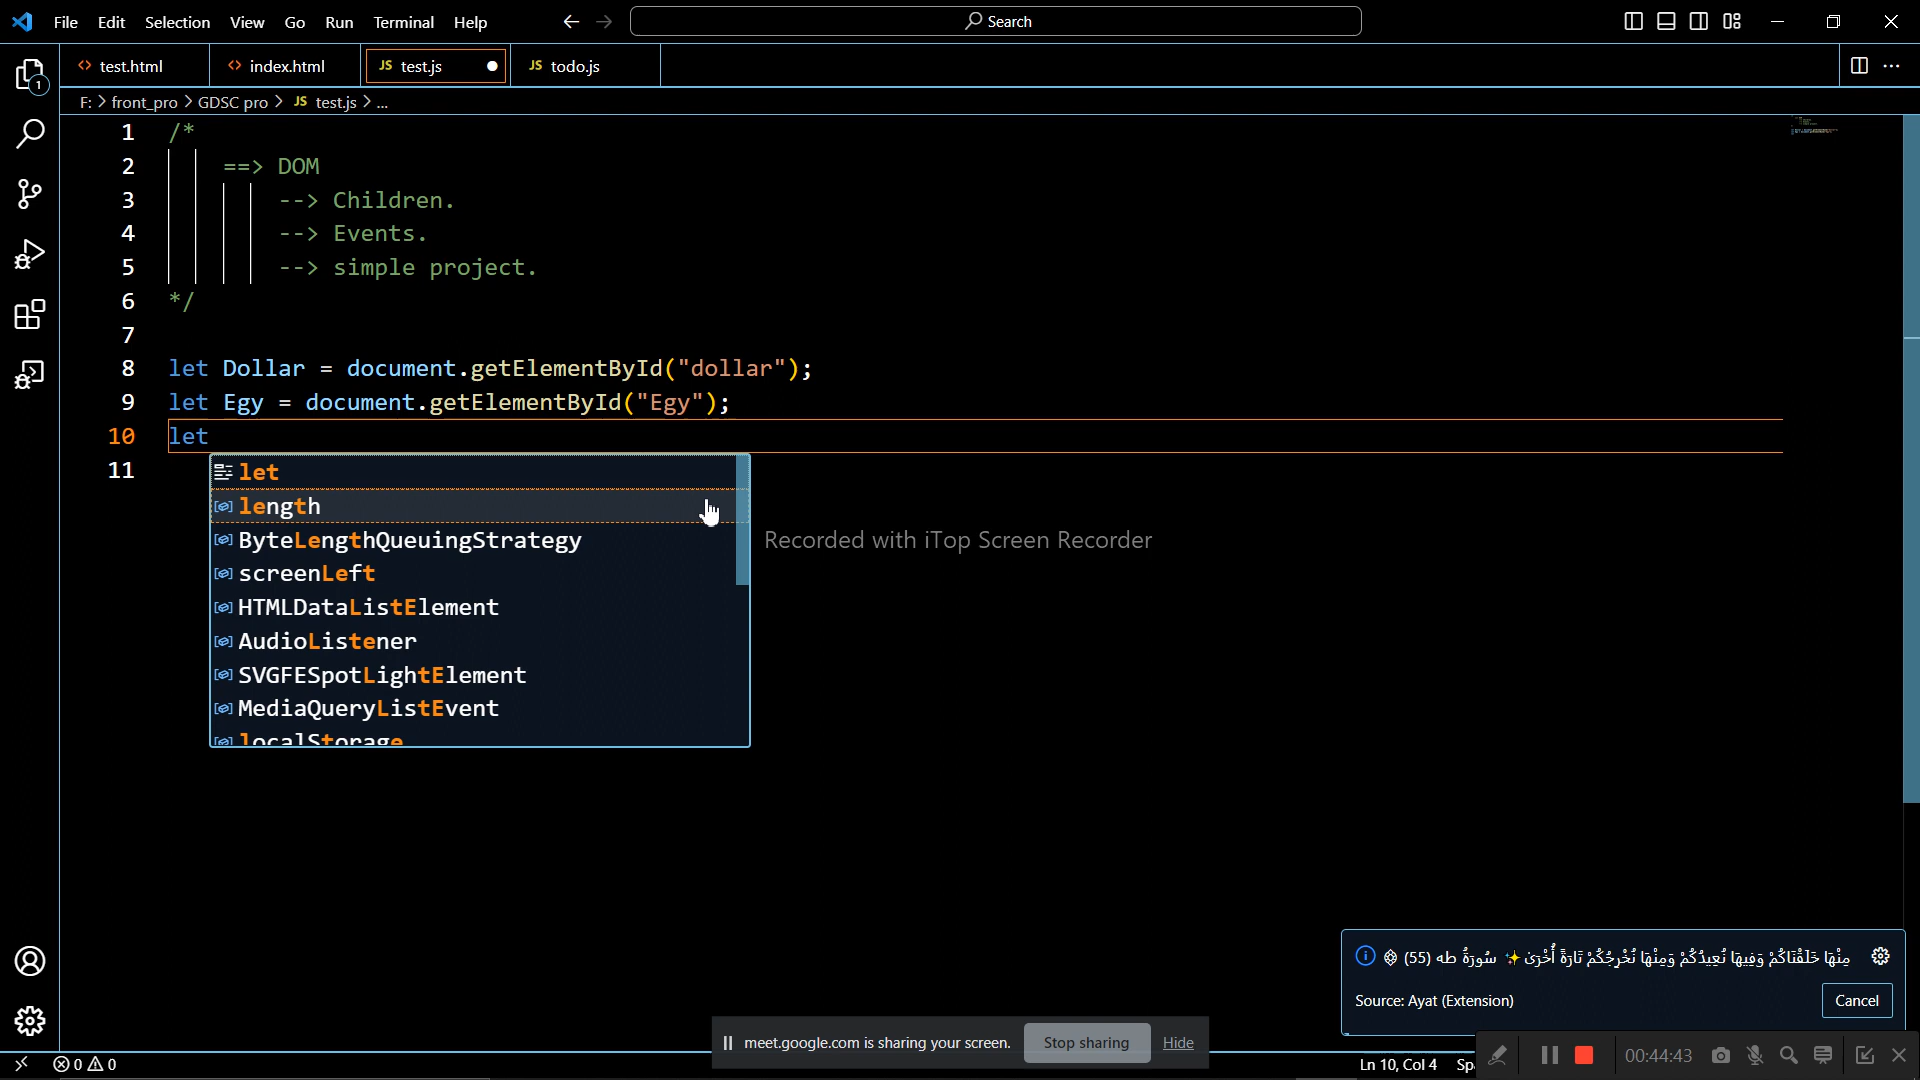 File Edit Selection View Go Run Terminal Help
Search
test.html
index.html
JS test.js
JS todo.js
F: > front_pro > GDSC pro > JS test.js > ...
1 /*
2 ==> DOM
3 --> Children.
4 --> Events.
5 --> simple project.
6 */
7
8 let Dollar = document.getElementById("dollar");
9 let Egy = document.getElementById("Egy");
10 let
11
let
length
ByteLengthQueuingStrategy
screenLeft
HTMLDataListElement
AudioListener
SVGFESpotLightElement
MediaQueryListEvent
localStorage
Recorded with iTop Screen Recorder
1
مِنْهَا خَلَقْنَاكُمْ وَفِيهَا نُعِيدُكُمْ وَمِنْهَا نُخْرِجُكُمْ تَارَةً أُخْرَىٰ ✨ سُورَةُ طه (55)
Source: Ayat (Extension)
Cancel
meet.google.com is sharing your screen.
Stop sharing
Hide
0 0
Ln 10, Col 4
00:44:43